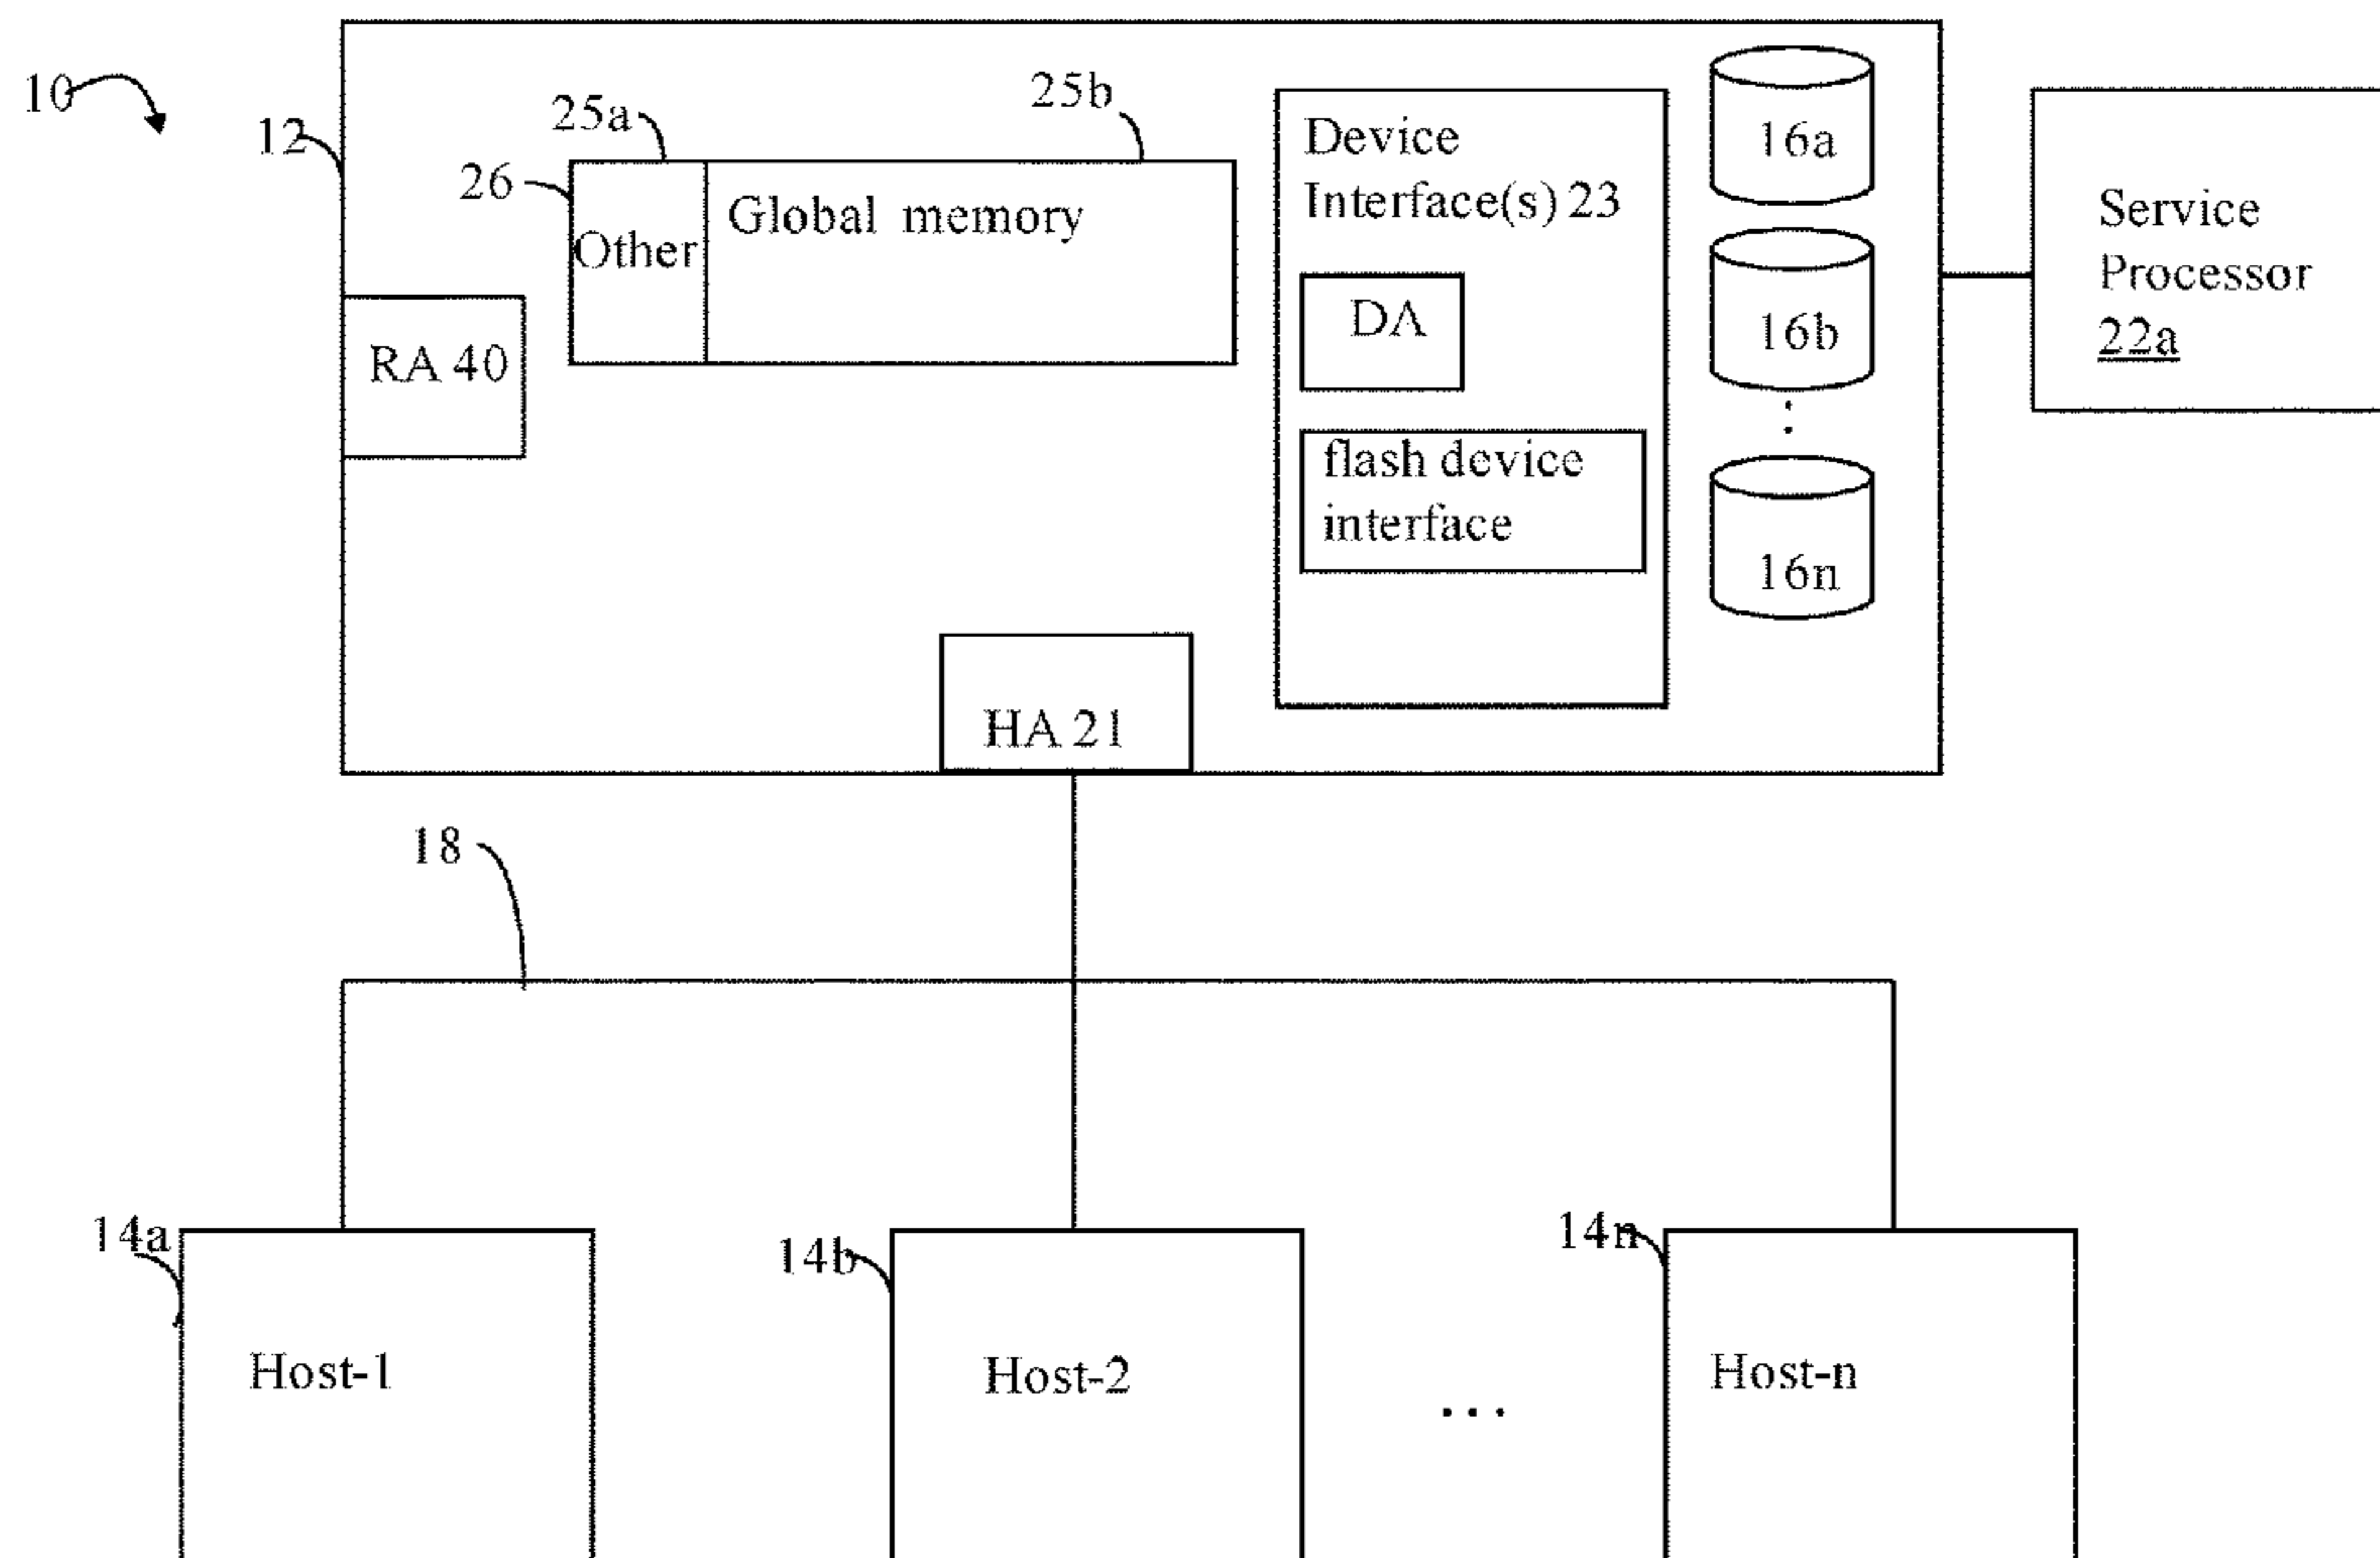 10
12
25a
25b
26
Other
Global memory
Device
Interface(s) 23
DA
flash device
interface
16a
16b
16n
Service
Processor
22a
RA 40
HA 21
18
14a
14b
14n
Host-1
Host-2
...
Host-n